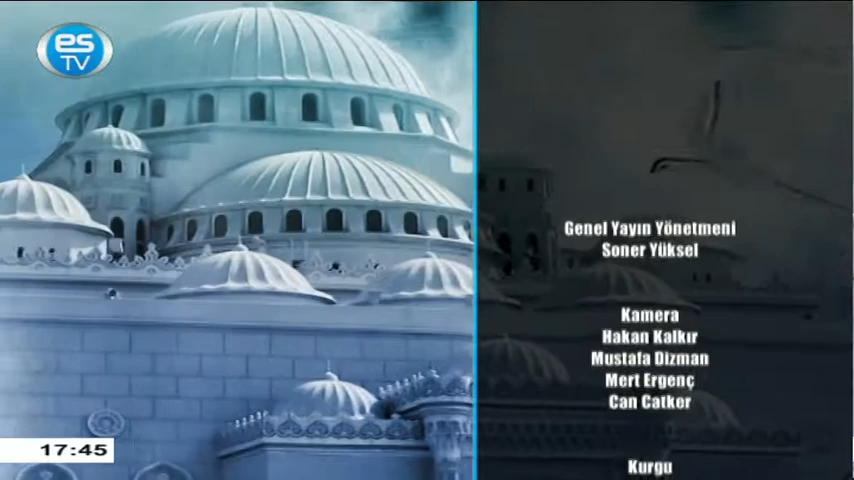 es
TV
Genel Yayın Yönetmeni
Soner Yüksel
Kamera
Hakan Kalkır
Mustafa Dizman
Mert Ergenç
Can Catker
17:45
Kurgu